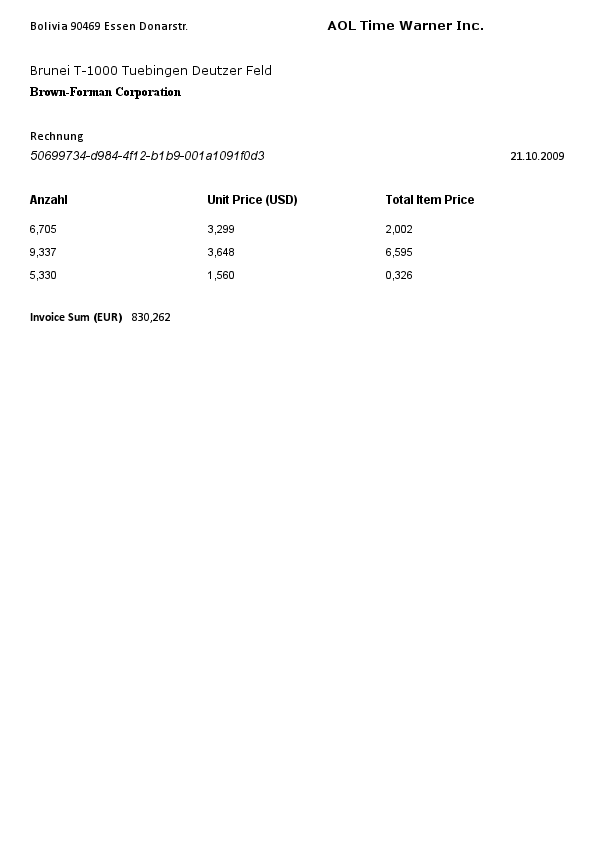 Bolivia 90469 Essen Donarstr. AOL Time Warner Inc.
Brunei T-1000 Tuebingen Deutzer Feld
Brown-Forman Corporation
Rechnung
50699734-d984-4f12-b1b9-001a1091f0d3 21.10.2009
Anzahl Unit Price (USD) Total Item Price
6,705 3,299 2,002
9,337 3,648 6,595
5,330 1,560 0,326
Invoice Sum (EUR) 830,262